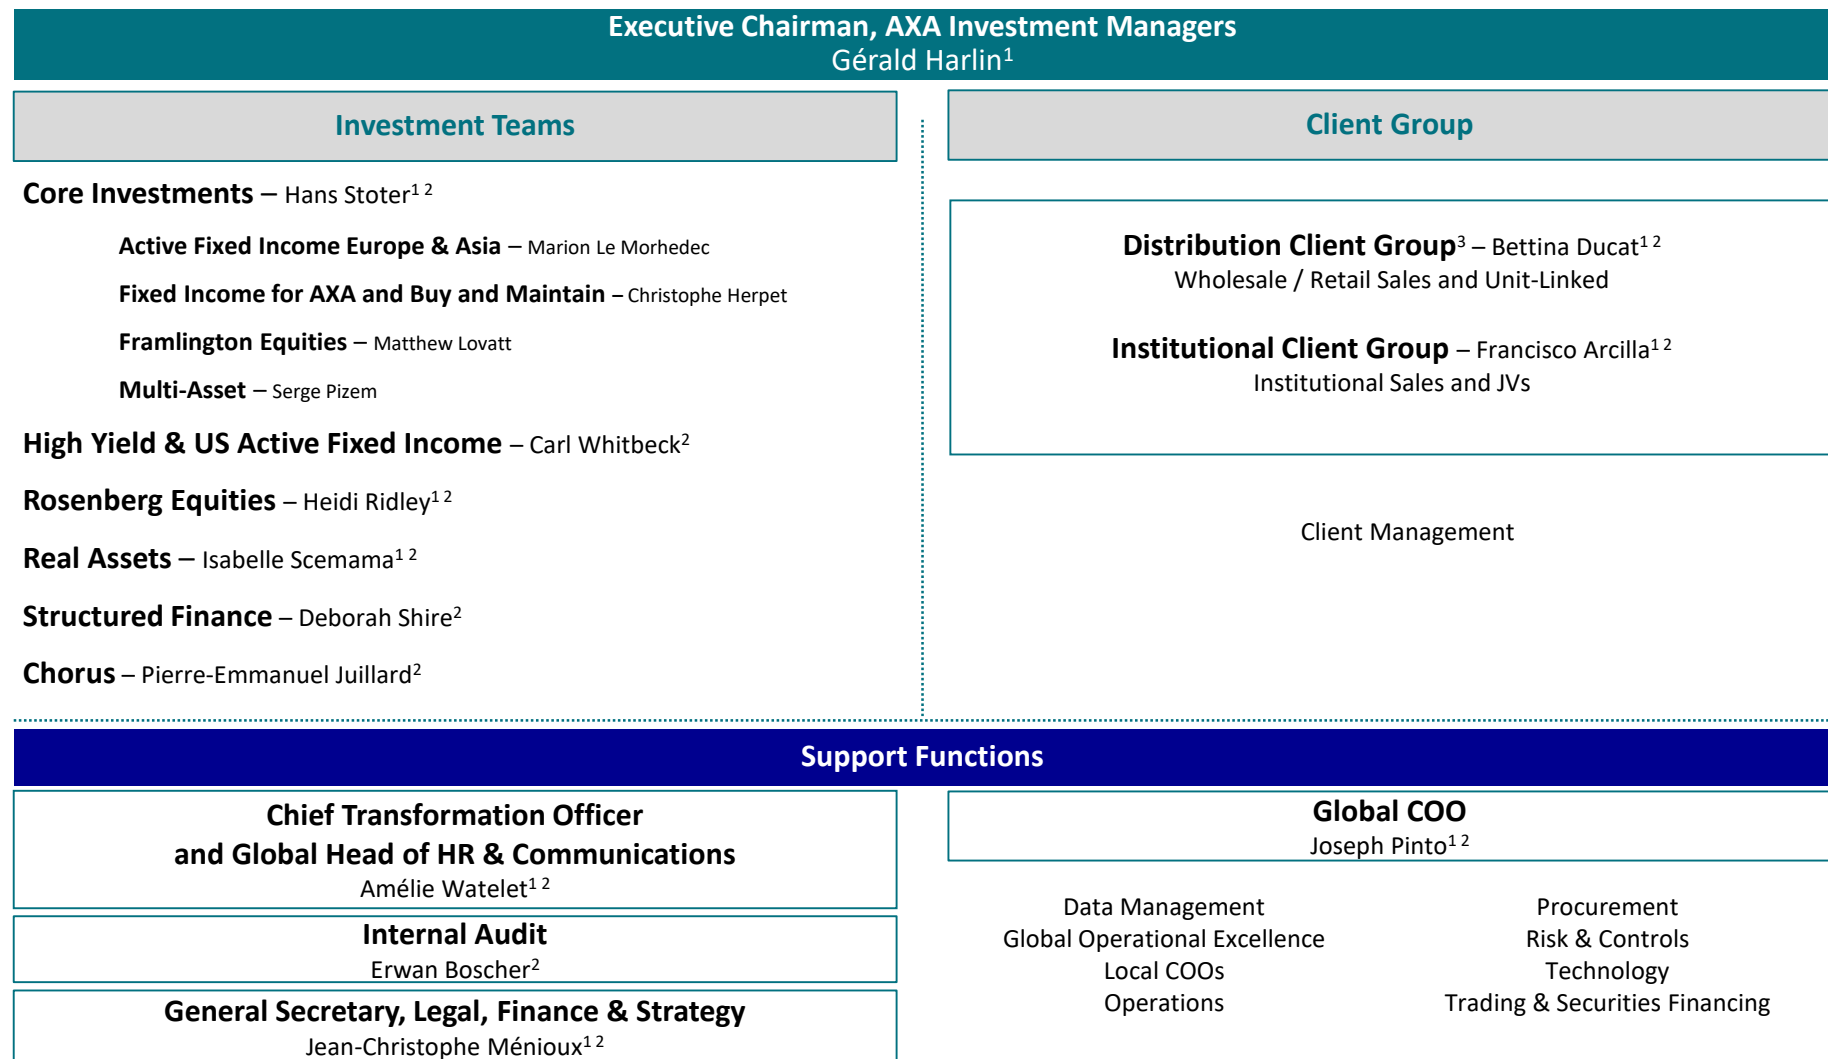 Executive Chairman, AXA Investment Managers
Gérald Harlin¹
Investment Teams
Core Investments – Hans Stoter¹ ²
Active Fixed Income Europe & Asia – Marion Le Morhedec
Fixed Income for AXA and Buy and Maintain – Christophe Herpet
Framlington Equities – Matthew Lovatt
Multi-Asset – Serge Pizem
High Yield & US Active Fixed Income – Carl Whitbeck²
Rosenberg Equities – Heidi Ridley¹ ²
Real Assets – Isabelle Scemama¹ ²
Structured Finance – Deborah Shire²
Chorus – Pierre-Emmanuel Juillard²
Client Group
Distribution Client Group³ – Bettina Ducat¹ ²
Wholesale / Retail Sales and Unit-Linked
Institutional Client Group – Francisco Arcilla¹ ²
Institutional Sales and JVs
Client Management
Support Functions
Chief Transformation Officer
and Global Head of HR & Communications
Amélie Watelet¹ ²
Internal Audit
Erwan Boscher²
General Secretary, Legal, Finance & Strategy
Jean-Christophe Ménioux¹ ²
Global COO
Joseph Pinto¹ ²
Data Management
Global Operational Excellence
Local COOs
Operations
Procurement
Risk & Controls
Technology
Trading & Securities Financing